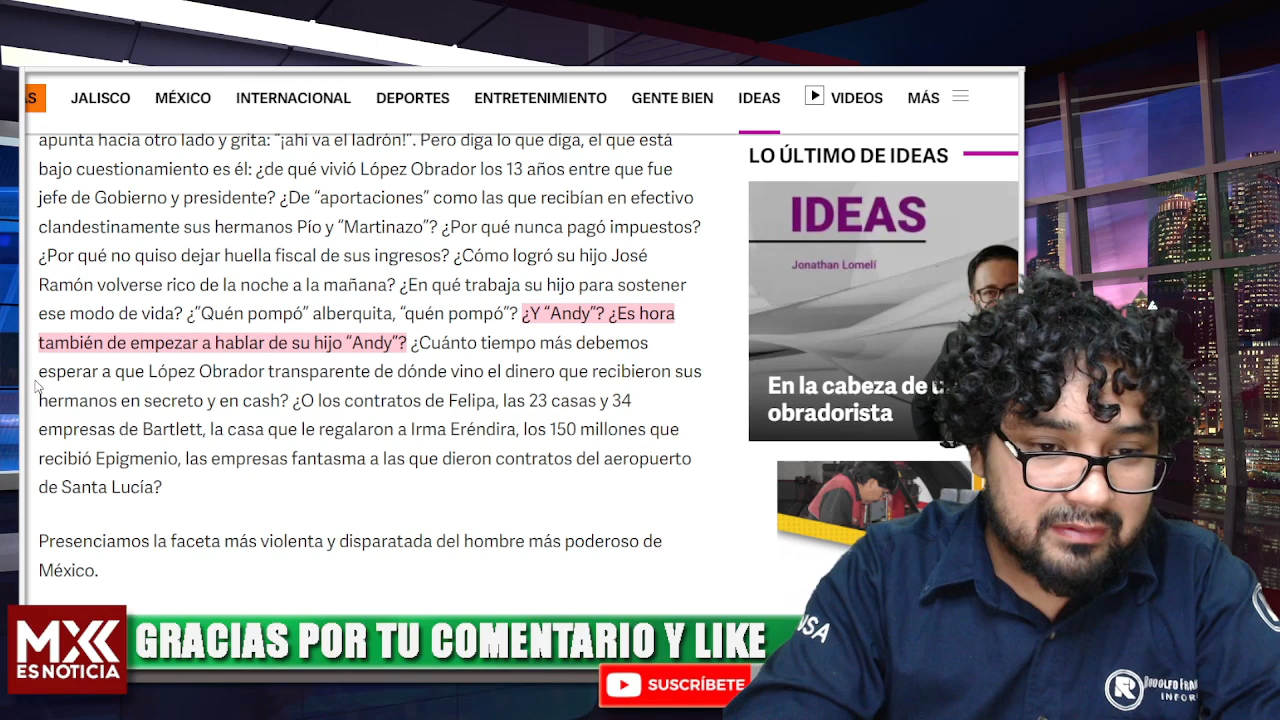 AS JALISCO MÉXICO INTERNACIONAL DEPORTES ENTRETENIMIENTO GENTE BIEN IDEAS VIDEOS MÁS
apunta hacia otro lado y grita: “¡ahí va el ladrón!”. Pero diga lo que diga, el que está
bajo cuestionamiento es él: ¿de qué vivió López Obrador los 13 años entre que fue
jefe de Gobierno y presidente? ¿De “aportaciones” como las que recibían en efectivo
clandestinamente sus hermanos Pío y “Martinazo”? ¿Por qué nunca pagó impuestos?
¿Por qué no quiso dejar huella fiscal de sus ingresos? ¿Cómo logró su hijo José
Ramón volverse rico de la noche a la mañana? ¿En qué trabaja su hijo para sostener
ese modo de vida? ¿”Quén pompó” alberquita, “quén pompó”? ¿Y “Andy”? ¿Es hora
también de empezar a hablar de su hijo “Andy”? ¿Cuánto tiempo más debemos
esperar a que López Obrador transparente de dónde vino el dinero que recibieron sus
hermanos en secreto y en cash? ¿O los contratos de Felipa, las 23 casas y 34
empresas de Bartlett, la casa que le regalaron a Irma Eréndira, los 150 millones que
recibió Epigmenio, las empresas fantasma a las que dieron contratos del aeropuerto
de Santa Lucía?
Presenciamos la faceta más violenta y disparatada del hombre más poderoso de
México.
LO ÚLTIMO DE IDEAS
IDEAS
Jonathan Lomelí
En la cabeza de u
obradorista
MX
ES NOTICIA
GRACIAS POR TU COMENTARIO Y LIKE
SUSCRÍBETE
NSA
R
RODOLFO FRAN
INFOR